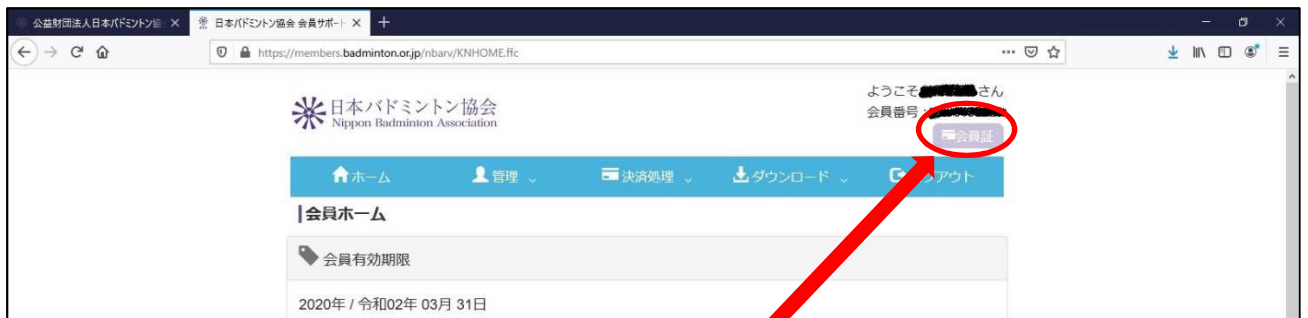 公益財団法人日本バドミントン協
日本バドミントン協会 会員サポート
https://members.badminton.or.jp/nbarv/KNHOME.ffc
日本バドミントン協会
Nippon Badminton Association
ようこそ さん
会員番号:
会員証
ホーム 管理 決済処理 ダウンロード アウト
会員ホーム
会員有効期限
2020年 / 令和02年 03月 31日